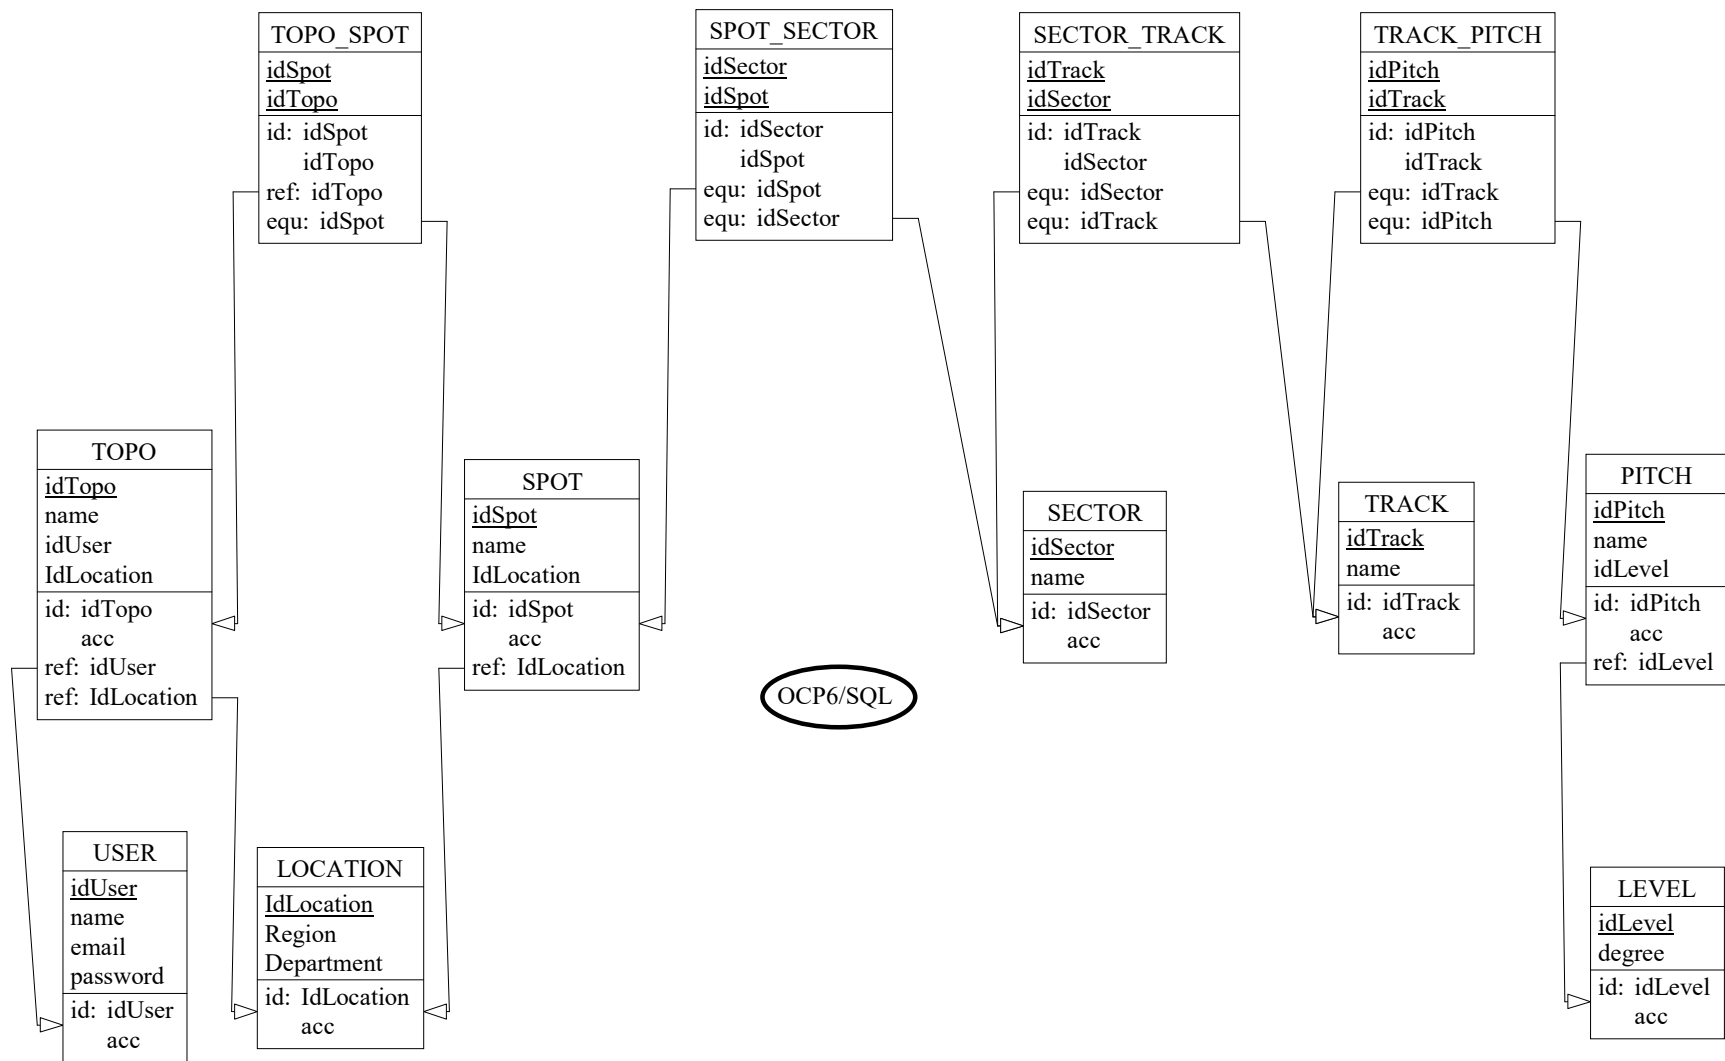 TOPO_SPOT
idSpot
idTopo
id: idSpot
idTopo
ref: idTopo
equ: idSpot
SPOT_SECTOR
idSector
idSpot
id: idSector
idSpot
equ: idSpot
equ: idSector
SECTOR_TRACK
idTrack
idSector
id: idTrack
idSector
equ: idSector
equ: idTrack
TRACK_PITCH
idPitch
idTrack
id: idPitch
idTrack
equ: idTrack
equ: idPitch
TOPO
idTopo
name
idUser
IdLocation
id: idTopo
acc
ref: idUser
ref: IdLocation
SPOT
idSpot
name
IdLocation
id: idSpot
acc
ref: IdLocation
SECTOR
idSector
name
id: idSector
acc
TRACK
idTrack
name
id: idTrack
acc
PITCH
idPitch
name
idLevel
id: idPitch
acc
ref: idLevel
OCP6/SQL
USER
idUser
name
email
password
id: idUser
acc
LOCATION
IdLocation
Region
Department
id: IdLocation
acc
LEVEL
idLevel
degree
id: idLevel
acc